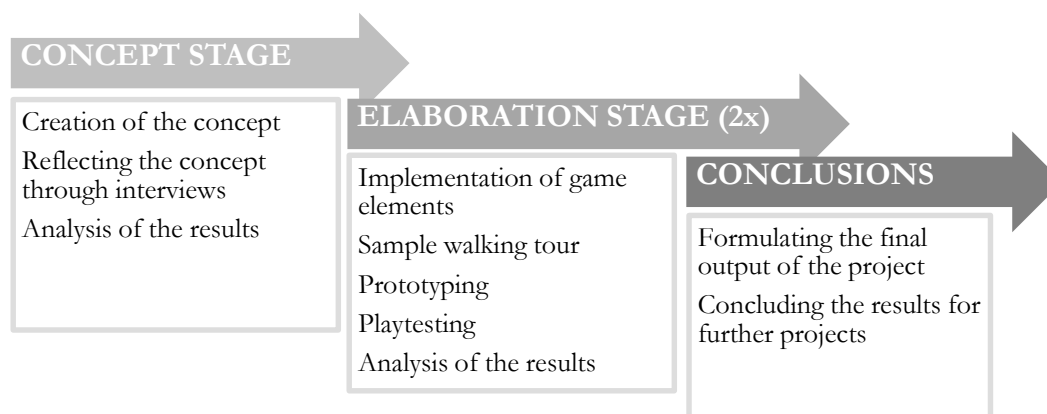 CONCEPT STAGE
Creation of the concept
Reflecting the concept
through interviews
Analysis of the results
ELABORATION STAGE (2x)
Implementation of game
elements
Sample walking tour
Prototyping
Playtesting
Analysis of the results
CONCLUSIONS
Formulating the final
output of the project
Concluding the results for
further projects